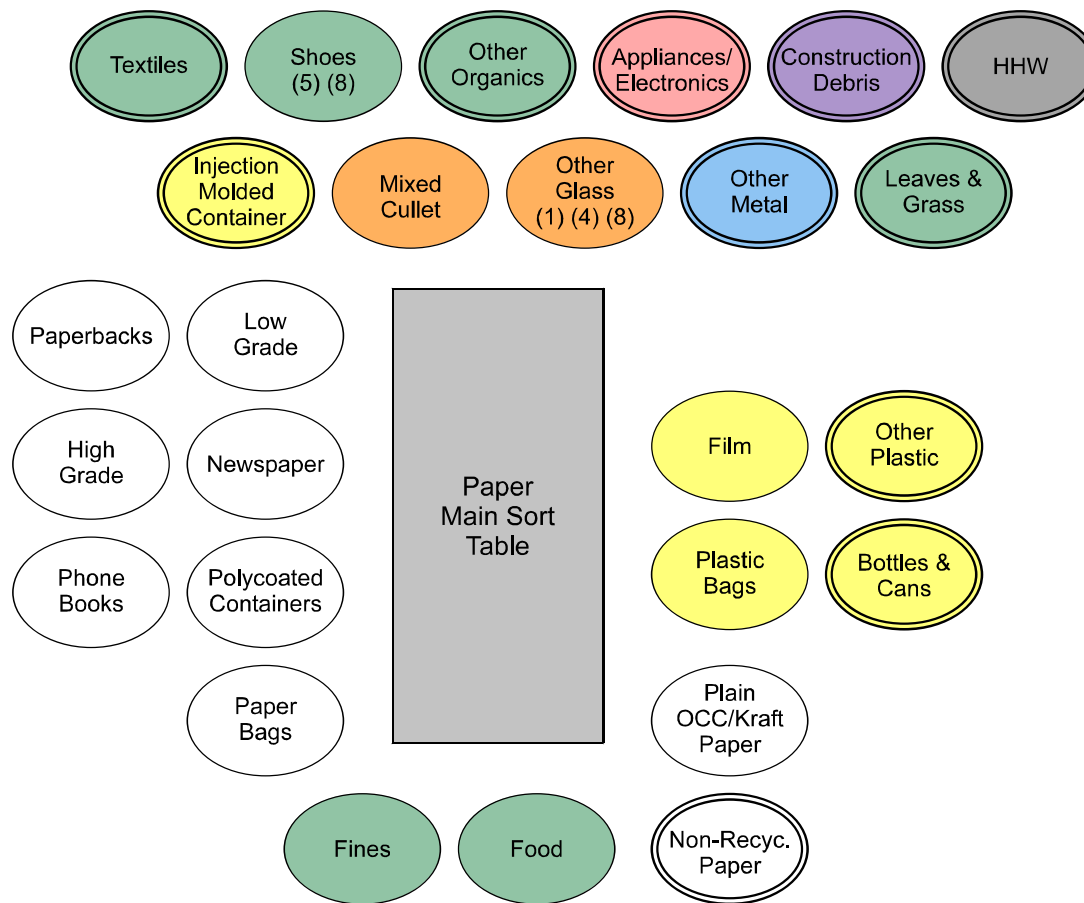 Textiles
Shoes
(5) (8)
Other
Organics
Appliances/
Electronics
Construction
Debris
HHW
Injection
Molded
Container
Mixed
Cullet
Other
Glass
(1) (4) (8)
Other
Metal
Leaves &
Grass
Paperbacks
Low
Grade
High
Grade
Newspaper
Phone
Books
Polycoated
Containers
Paper
Bags
Paper
Main Sort
Table
Film
Other
Plastic
Plastic
Bags
Bottles &
Cans
Plain
OCC/Kraft
Paper
Fines
Food
Non-Recyc.
Paper